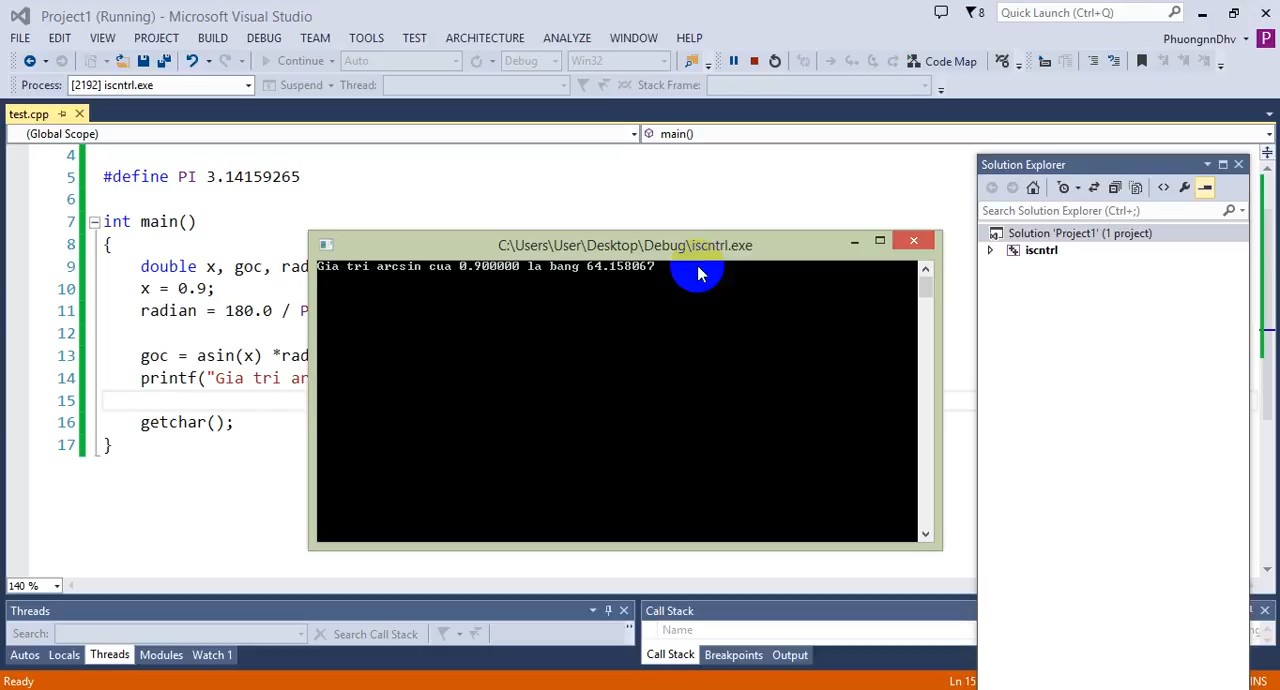 Project1 (Running) - Microsoft Visual Studio
8
Quick Launch (Ctrl+Q)
FILE EDIT VIEW PROJECT BUILD DEBUG TEAM TOOLS TEST ARCHITECTURE ANALYZE WINDOW HELP
PhuongnnDhv
P
Continue
Auto
Debug
Win32
Code Map
Process: [2192] iscntrl.exe
Suspend
Thread:
Stack Frame:
test.cpp
(Global Scope)
main()
4
5 #define PI 3.14159265
6
7 int main()
8 {
9 double x, goc, rad
10 x = 0.9;
11 radian = 180.0 / P
12
13 goc = asin(x) *rad
14 printf("Gia tri ar
15
16 getchar();
17 }
C:\Users\User\Desktop\Debug\iscntrl.exe
Gia tri arcsin cua 0.900000 la bang 64.158067
Solution Explorer
Search Solution Explorer (Ctrl+;)
Solution 'Project1' (1 project)
iscntrl
140 %
Threads
Search:
Search Call Stack
Autos Locals Threads Modules Watch 1
Call Stack
Name
Call Stack Breakpoints Output
Ready
Ln 15
INS